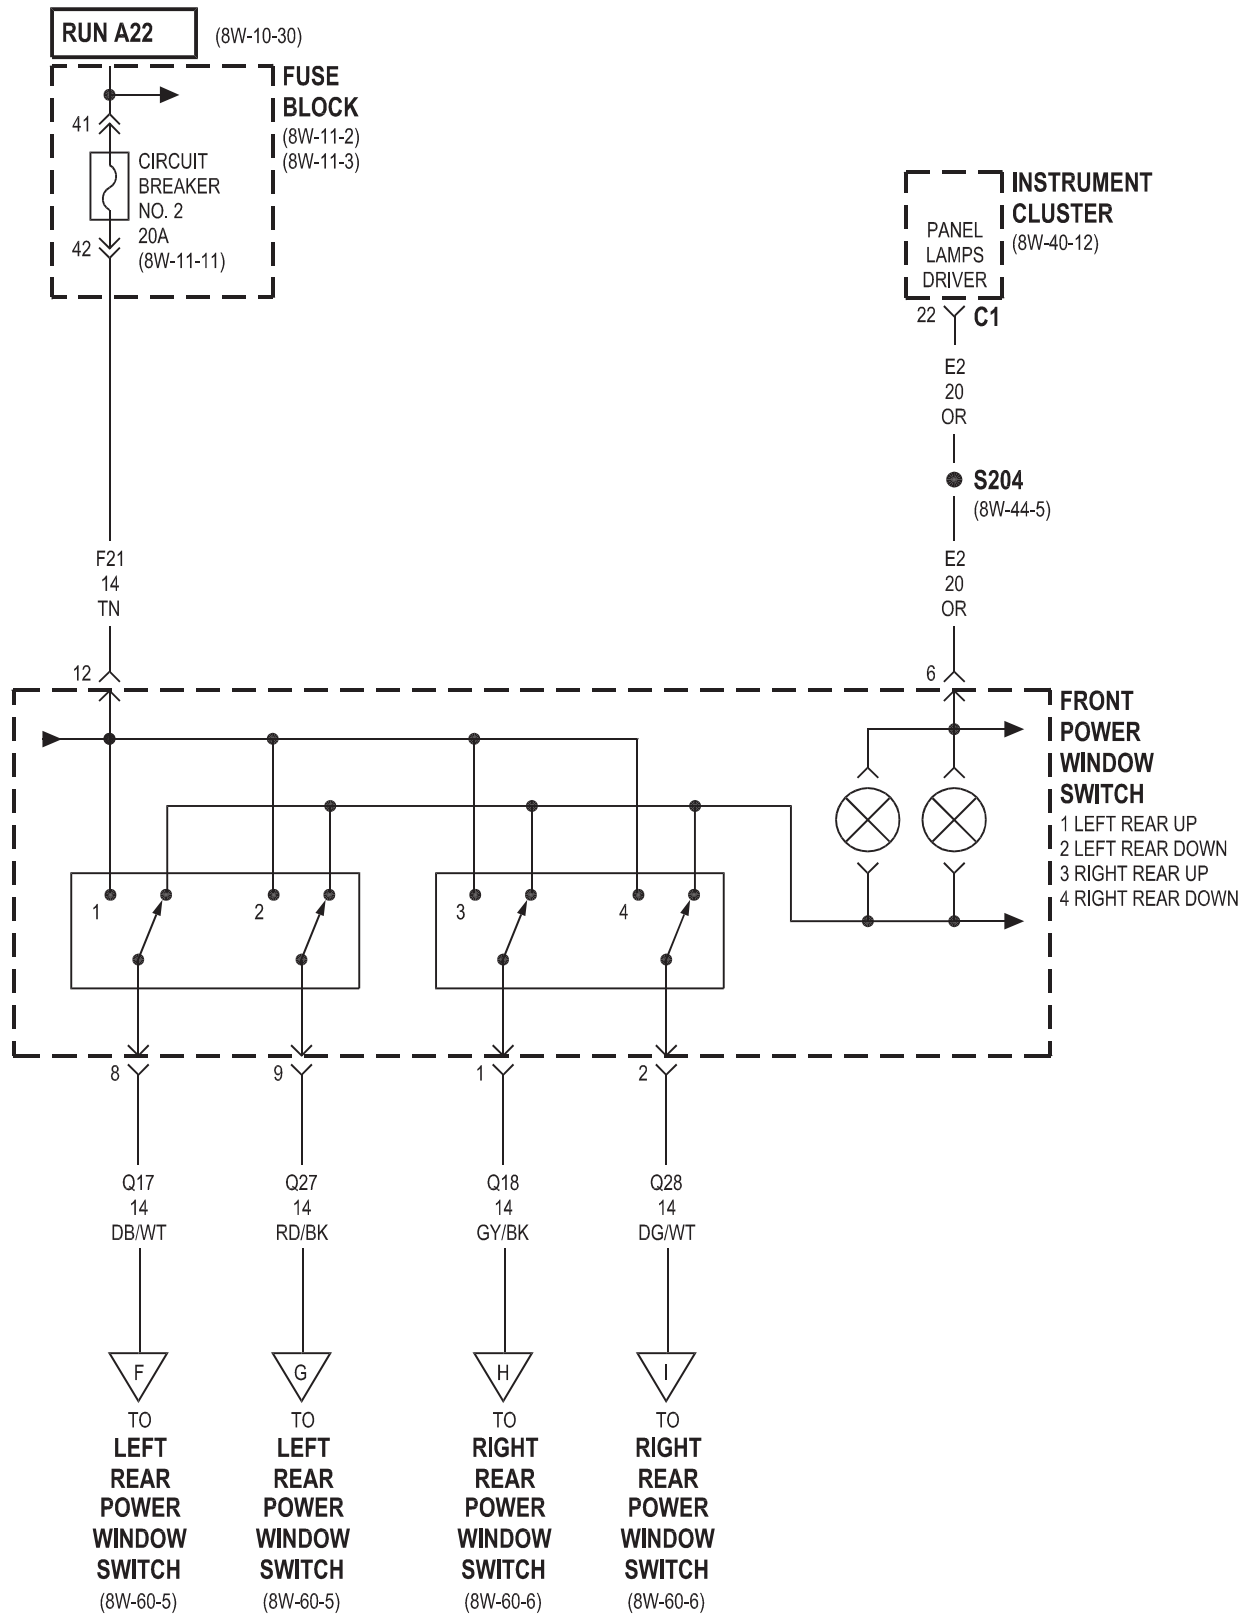 RUN A22
(8W-10-30)
FUSE
BLOCK
(8W-11-2)
(8W-11-3)
41
CIRCUIT
BREAKER
NO. 2
20A
(8W-11-11)
42
INSTRUMENT
CLUSTER
(8W-40-12)
PANEL
LAMPS
DRIVER
22
C1
E2
20
OR
S204
(8W-44-5)
F21
14
TN
E2
20
OR
12
6
FRONT
POWER
WINDOW
SWITCH
1 LEFT REAR UP
2 LEFT REAR DOWN
3 RIGHT REAR UP
4 RIGHT REAR DOWN
1
2
3
4
8
9
1
2
Q17
14
DB/WT
Q27
14
RD/BK
Q18
14
GY/BK
Q28
14
DG/WT
F
TO
LEFT
REAR
POWER
WINDOW
SWITCH
(8W-60-5)
G
TO
LEFT
REAR
POWER
WINDOW
SWITCH
(8W-60-5)
H
TO
RIGHT
REAR
POWER
WINDOW
SWITCH
(8W-60-6)
I
TO
RIGHT
REAR
POWER
WINDOW
SWITCH
(8W-60-6)